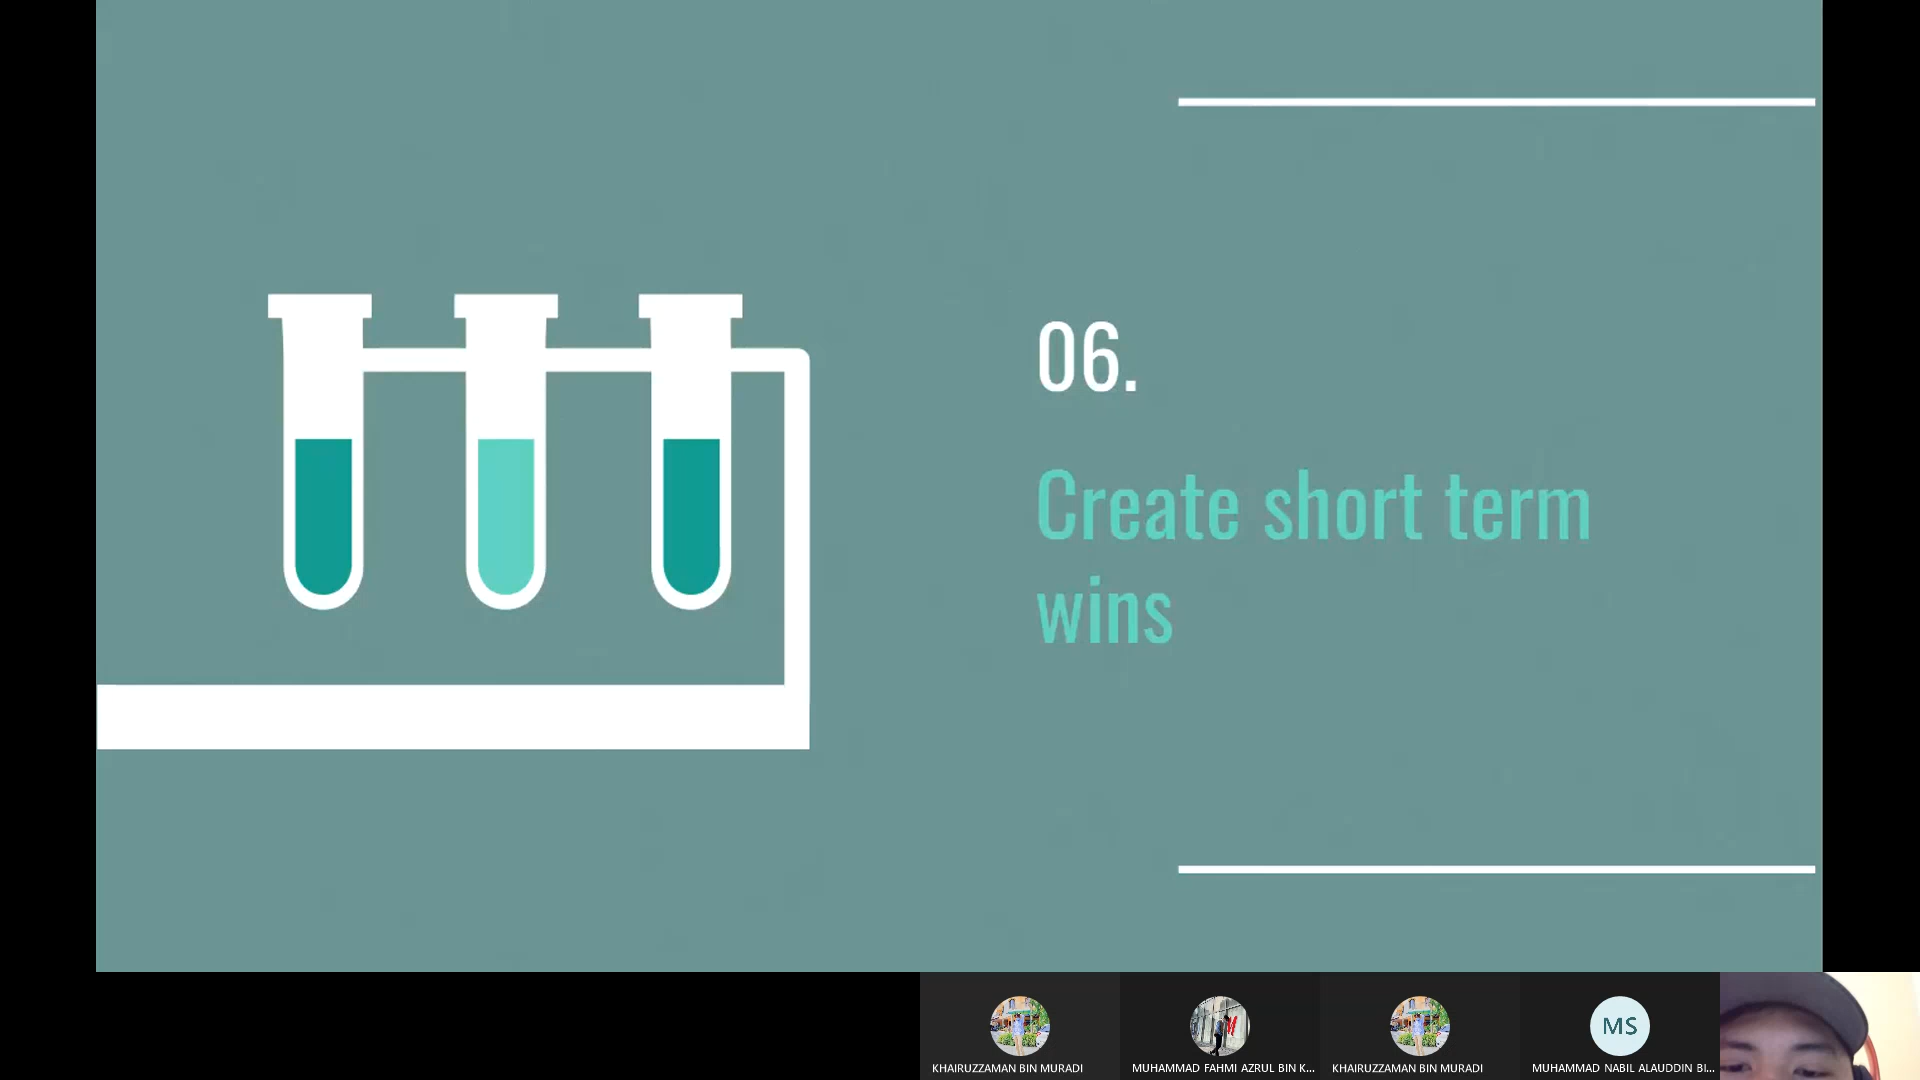 06.
Create short term
wins
MS
KHAIRUZZAMAN BIN MURADI
MUHAMMAD FAHMI AZRUL BIN K...
KHAIRUZZAMAN BIN MURADI
MUHAMMAD NABIL ALAUDDIN BI...